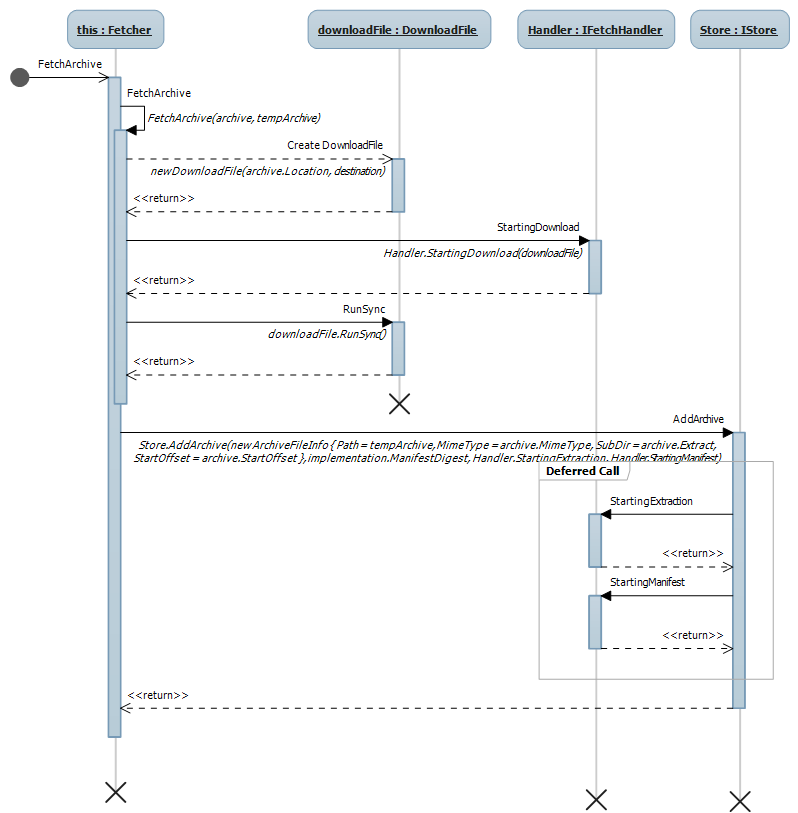 this : Fetcher
downloadFile : DownloadFile
Handler : IFetchHandler
Store : IStore
FetchArchive
FetchArchive
FetchArchive(archive, tempArchive)
Create DownloadFile
newDownloadFile(archive.Location, destination)
<<return>>
StartingDownload
Handler.StartingDownload(downloadFile)
<<return>>
RunSync
downloadFile.RunSync()
<<return>>
AddArchive
Store.AddArchive(new ArchiveFileInfo { Path = tempArchive, MimeType = archive.MimeType, SubDir = archive.Extract,
StartOffset = archive.StartOffset }, implementation.ManifestDigest, Handler.StartingExtraction, Handler.StartingManifest)
Deferred Call
StartingExtraction
<<return>>
StartingManifest
<<return>>
<<return>>